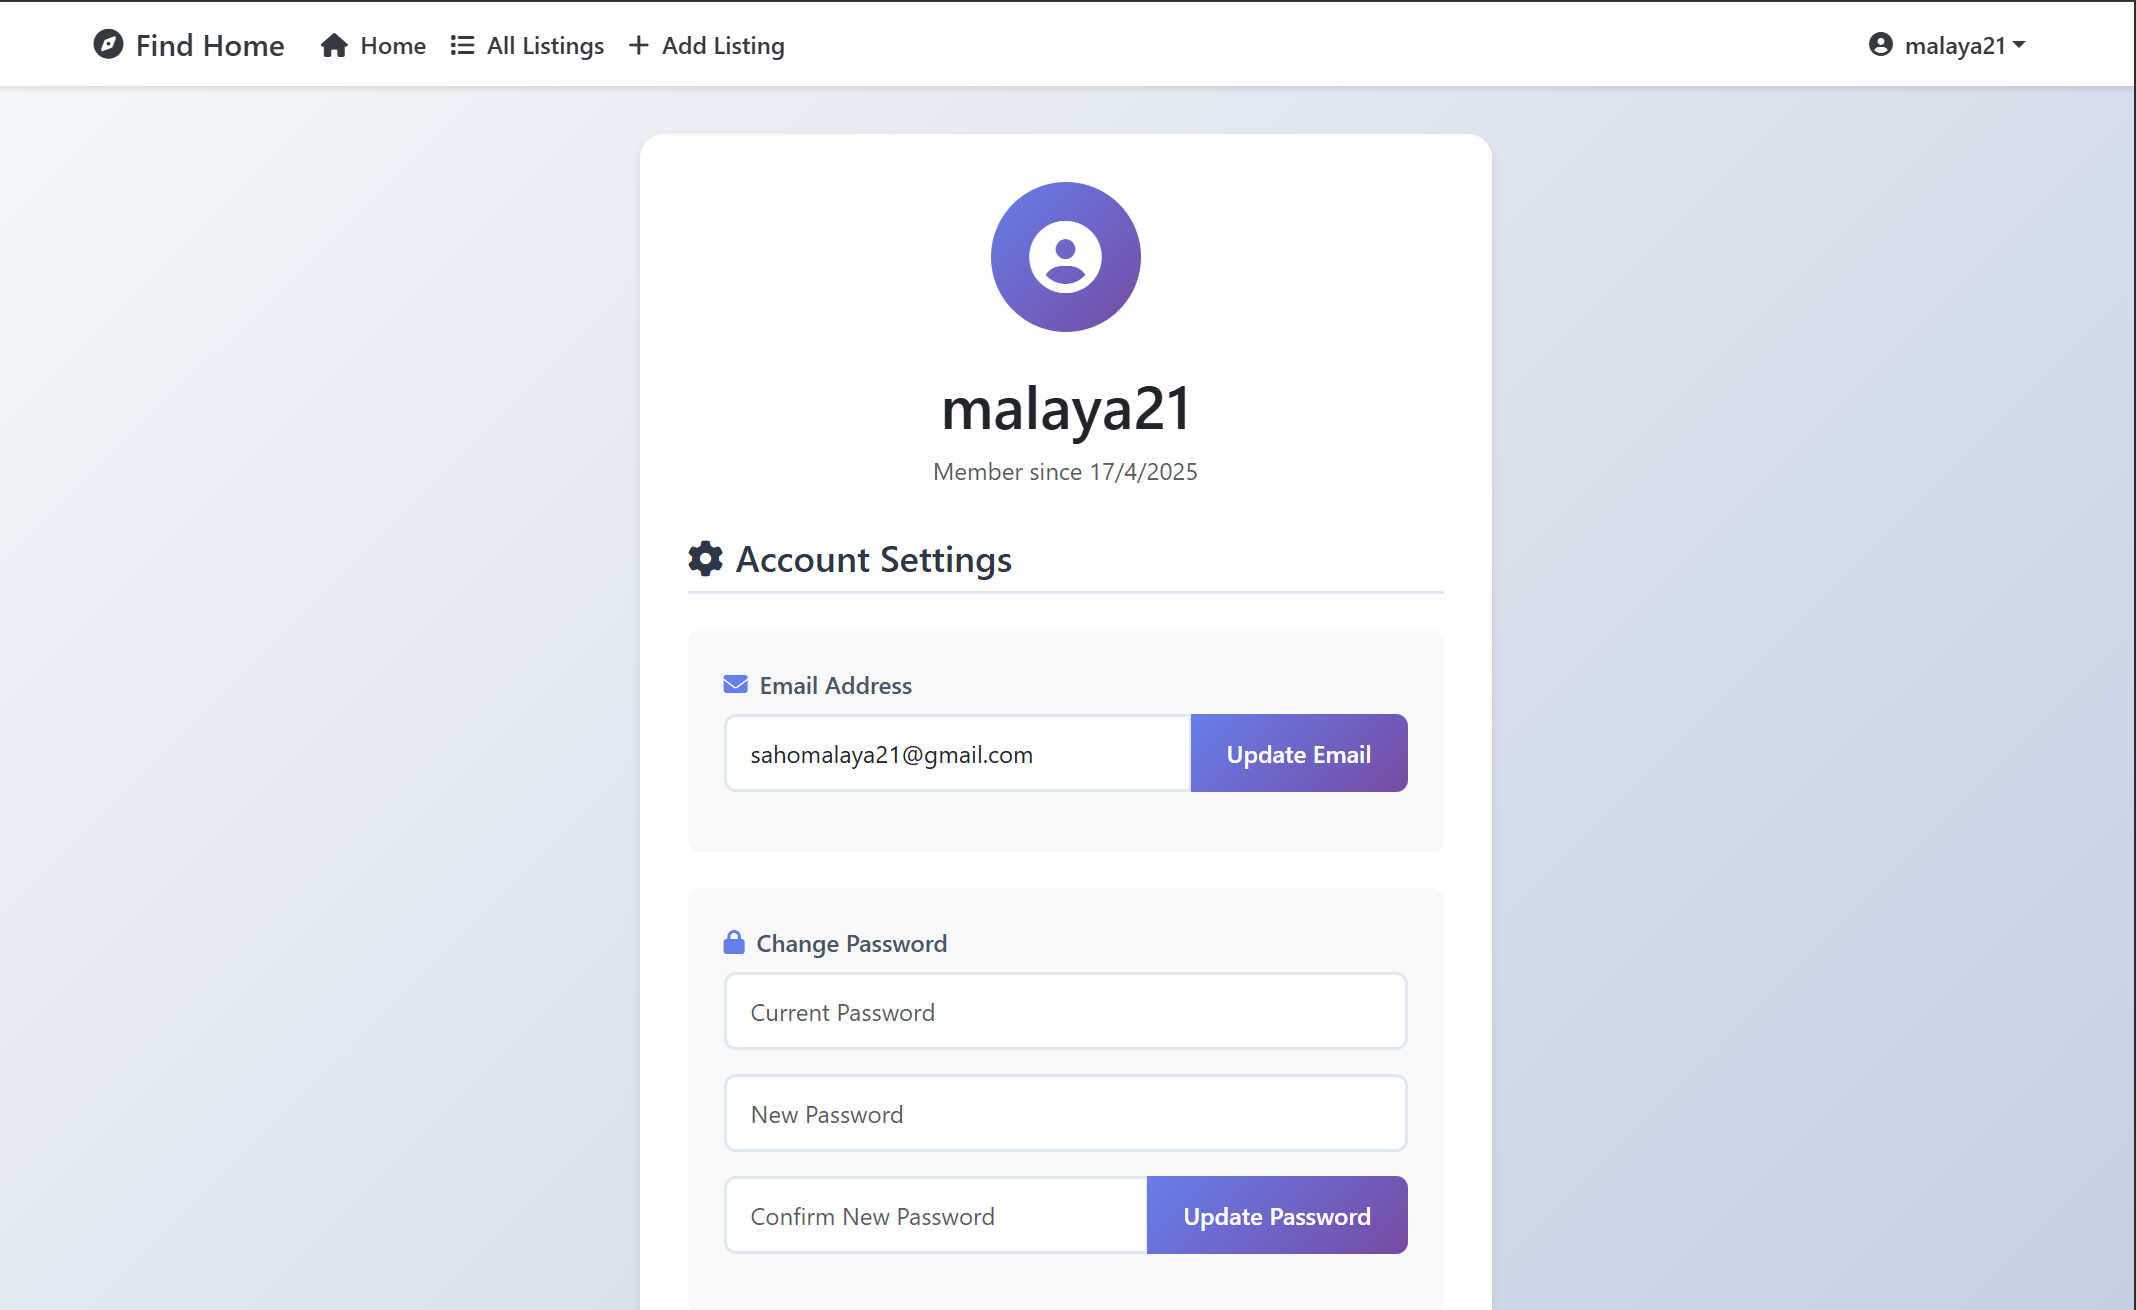 Find Home Home All Listings Add Listing malaya21
malaya21
Member since 17/4/2025
Account Settings
Email Address
sahomalaya21@gmail.com Update Email
Change Password
Current Password
New Password
Confirm New Password Update Password